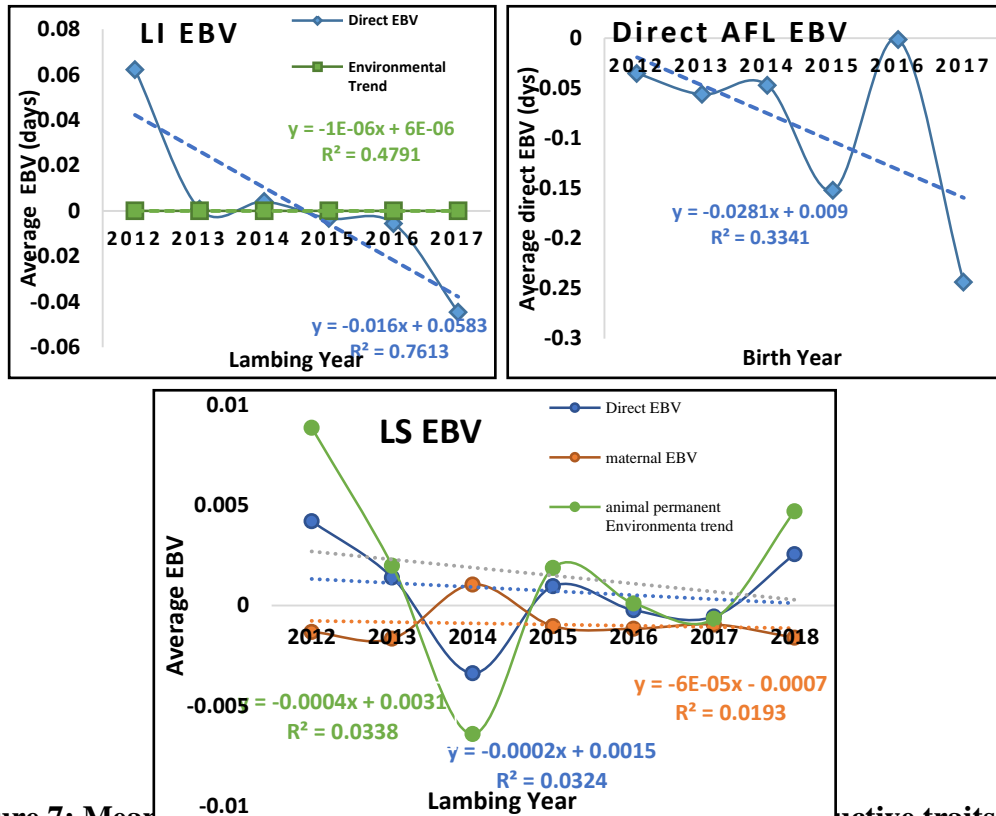 LI EBV
Direct EBV
Environmental
Trend
y = -1E-06x + 6E-06
R² = 0.4791
0.08
0.06
0.04
0.02
0
-0.02
-0.04
-0.06
2012 2013 2014 2015 2016 2017
y = -0.016x + 0.0583
R² = 0.7613
Average EBV (days)
Lambing Year
Direct AFL EBV
0
-0.05
-0.1
-0.15
-0.2
-0.25
-0.3
2012 2013 2014 2015 2016 2017
y = -0.0281x + 0.009
R² = 0.3341
Average direct EBV (dys)
Birth Year
LS EBV
Direct EBV
maternal EBV
animal permanent
Environmenta trend
0.01
0.005
0
-0.005
-0.01
2012 2013 2014 2015 2016 2017 2018
y = -6E-05x - 0.0007
R² = 0.0193
= -0.0004x + 0.0031
R² = 0.0338
y = -0.0002x + 0.0015
R² = 0.0324
Average EBV
Lambing Year
7: traits